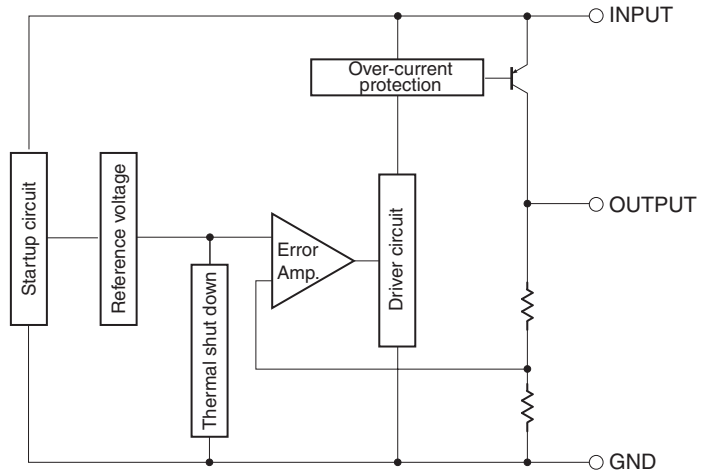 INPUT
Over-current
protection
Startup circuit
Reference voltage
Thermal shut down
Error
Amp.
Driver circuit
OUTPUT
GND